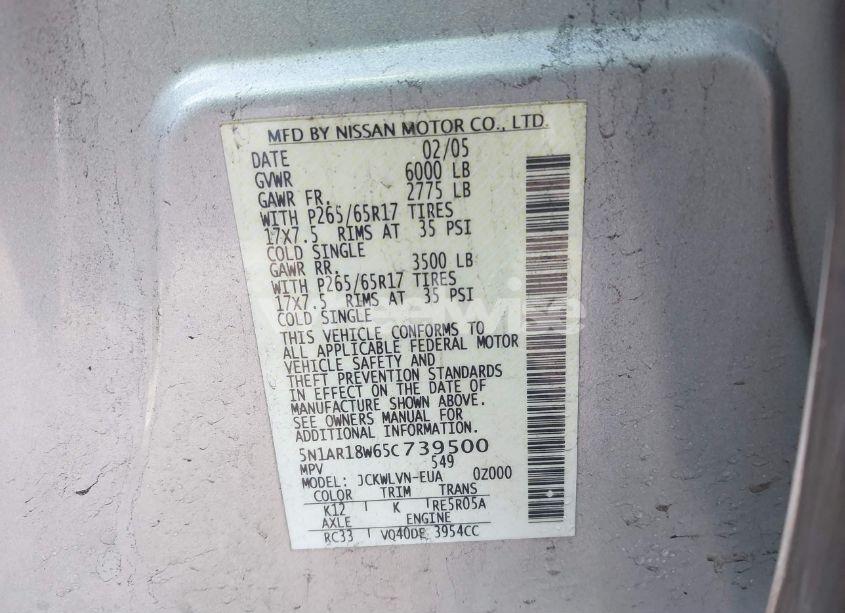 MFD BY NISSAN MOTOR CO., LTD.
DATE 02/05
GVWR 6000 LB
GAWR FR. 2775 LB
WITH P265/65R17 TIRES
17X7.5 RIMS AT 35 PSI
COLD SINGLE
GAWR RR. 3500 LB
WITH P265/65R17 TIRES
17X7.5 RIMS AT 35 PSI
COLD SINGLE
THIS VEHICLE CONFORMS TO
ALL APPLICABLE FEDERAL MOTOR
VEHICLE SAFETY AND
THEFT PREVENTION STANDARDS
IN EFFECT ON THE DATE OF
MANUFACTURE SHOWN ABOVE.
SEE OWNERS MANUAL FOR
ADDITIONAL INFORMATION.
5N1AR18W65C739500
MPV 549
MODEL: JCKWLVN-EUA 0Z000
COLOR TRIM TRANS
K12 K RE5R05A
AXLE ENGINE
RC33 VQ40DE 3954CC
wheelwise